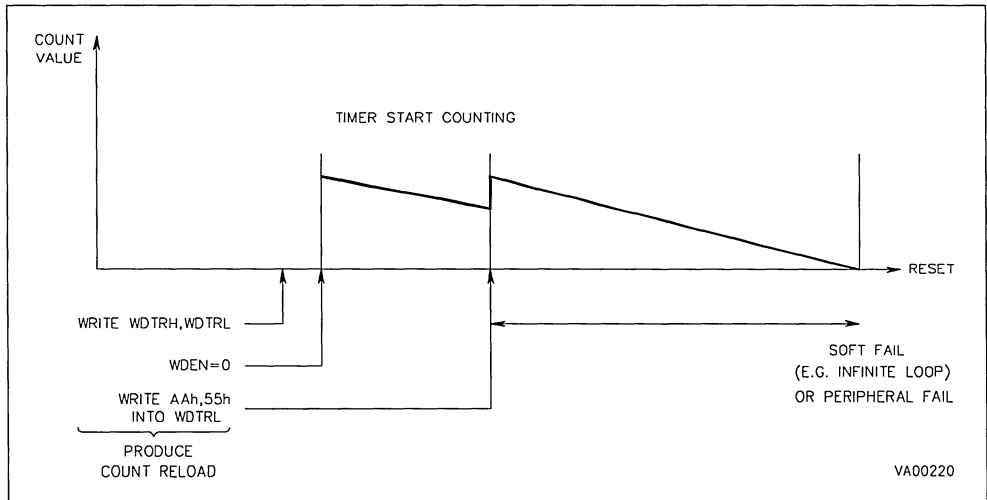 COUNT
VALUE
TIMER START COUNTING
RESET
WRITE WDTRH,WDTRL
WDEN=0
WRITE AAh,55h
INTO WDTRL
PRODUCE
COUNT RELOAD
SOFT FAIL
(E.G. INFINITE LOOP)
OR PERIPHERAL FAIL
VA00220